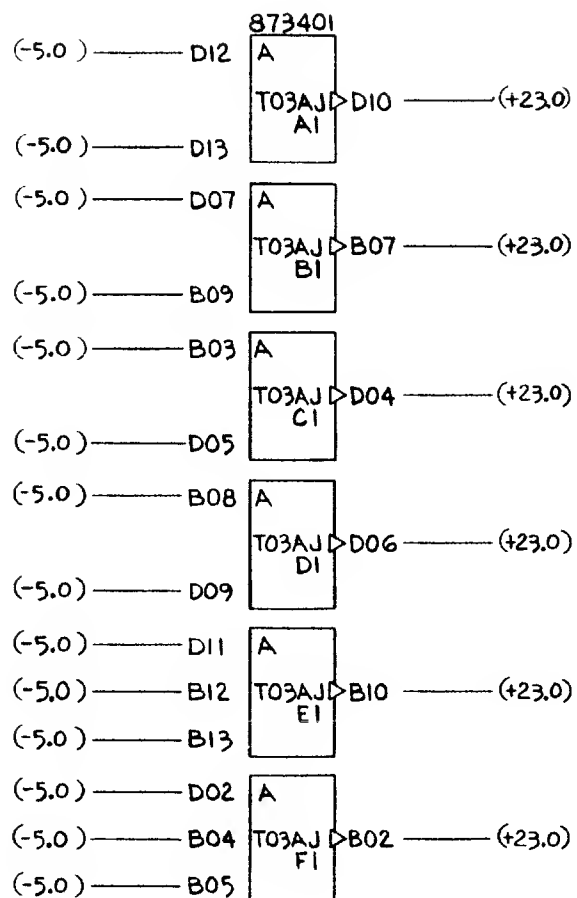 873401
(-5.0) D12 A
T03AJ D10 (+23.0)
A1
(-5.0) D13
(-5.0) D07 A
T03AJ B07 (+23.0)
B1
(-5.0) B09
(-5.0) B03 A
T03AJ D04 (+23.0)
C1
(-5.0) D05
(-5.0) B08 A
T03AJ D06 (+23.0)
D1
(-5.0) D09
(-5.0) D11 A
(-5.0) B12 T03AJ B10 (+23.0)
E1
(-5.0) B13
(-5.0) D02 A
(-5.0) B04 T03AJ B02 (+23.0)
F1
(-5.0) B05